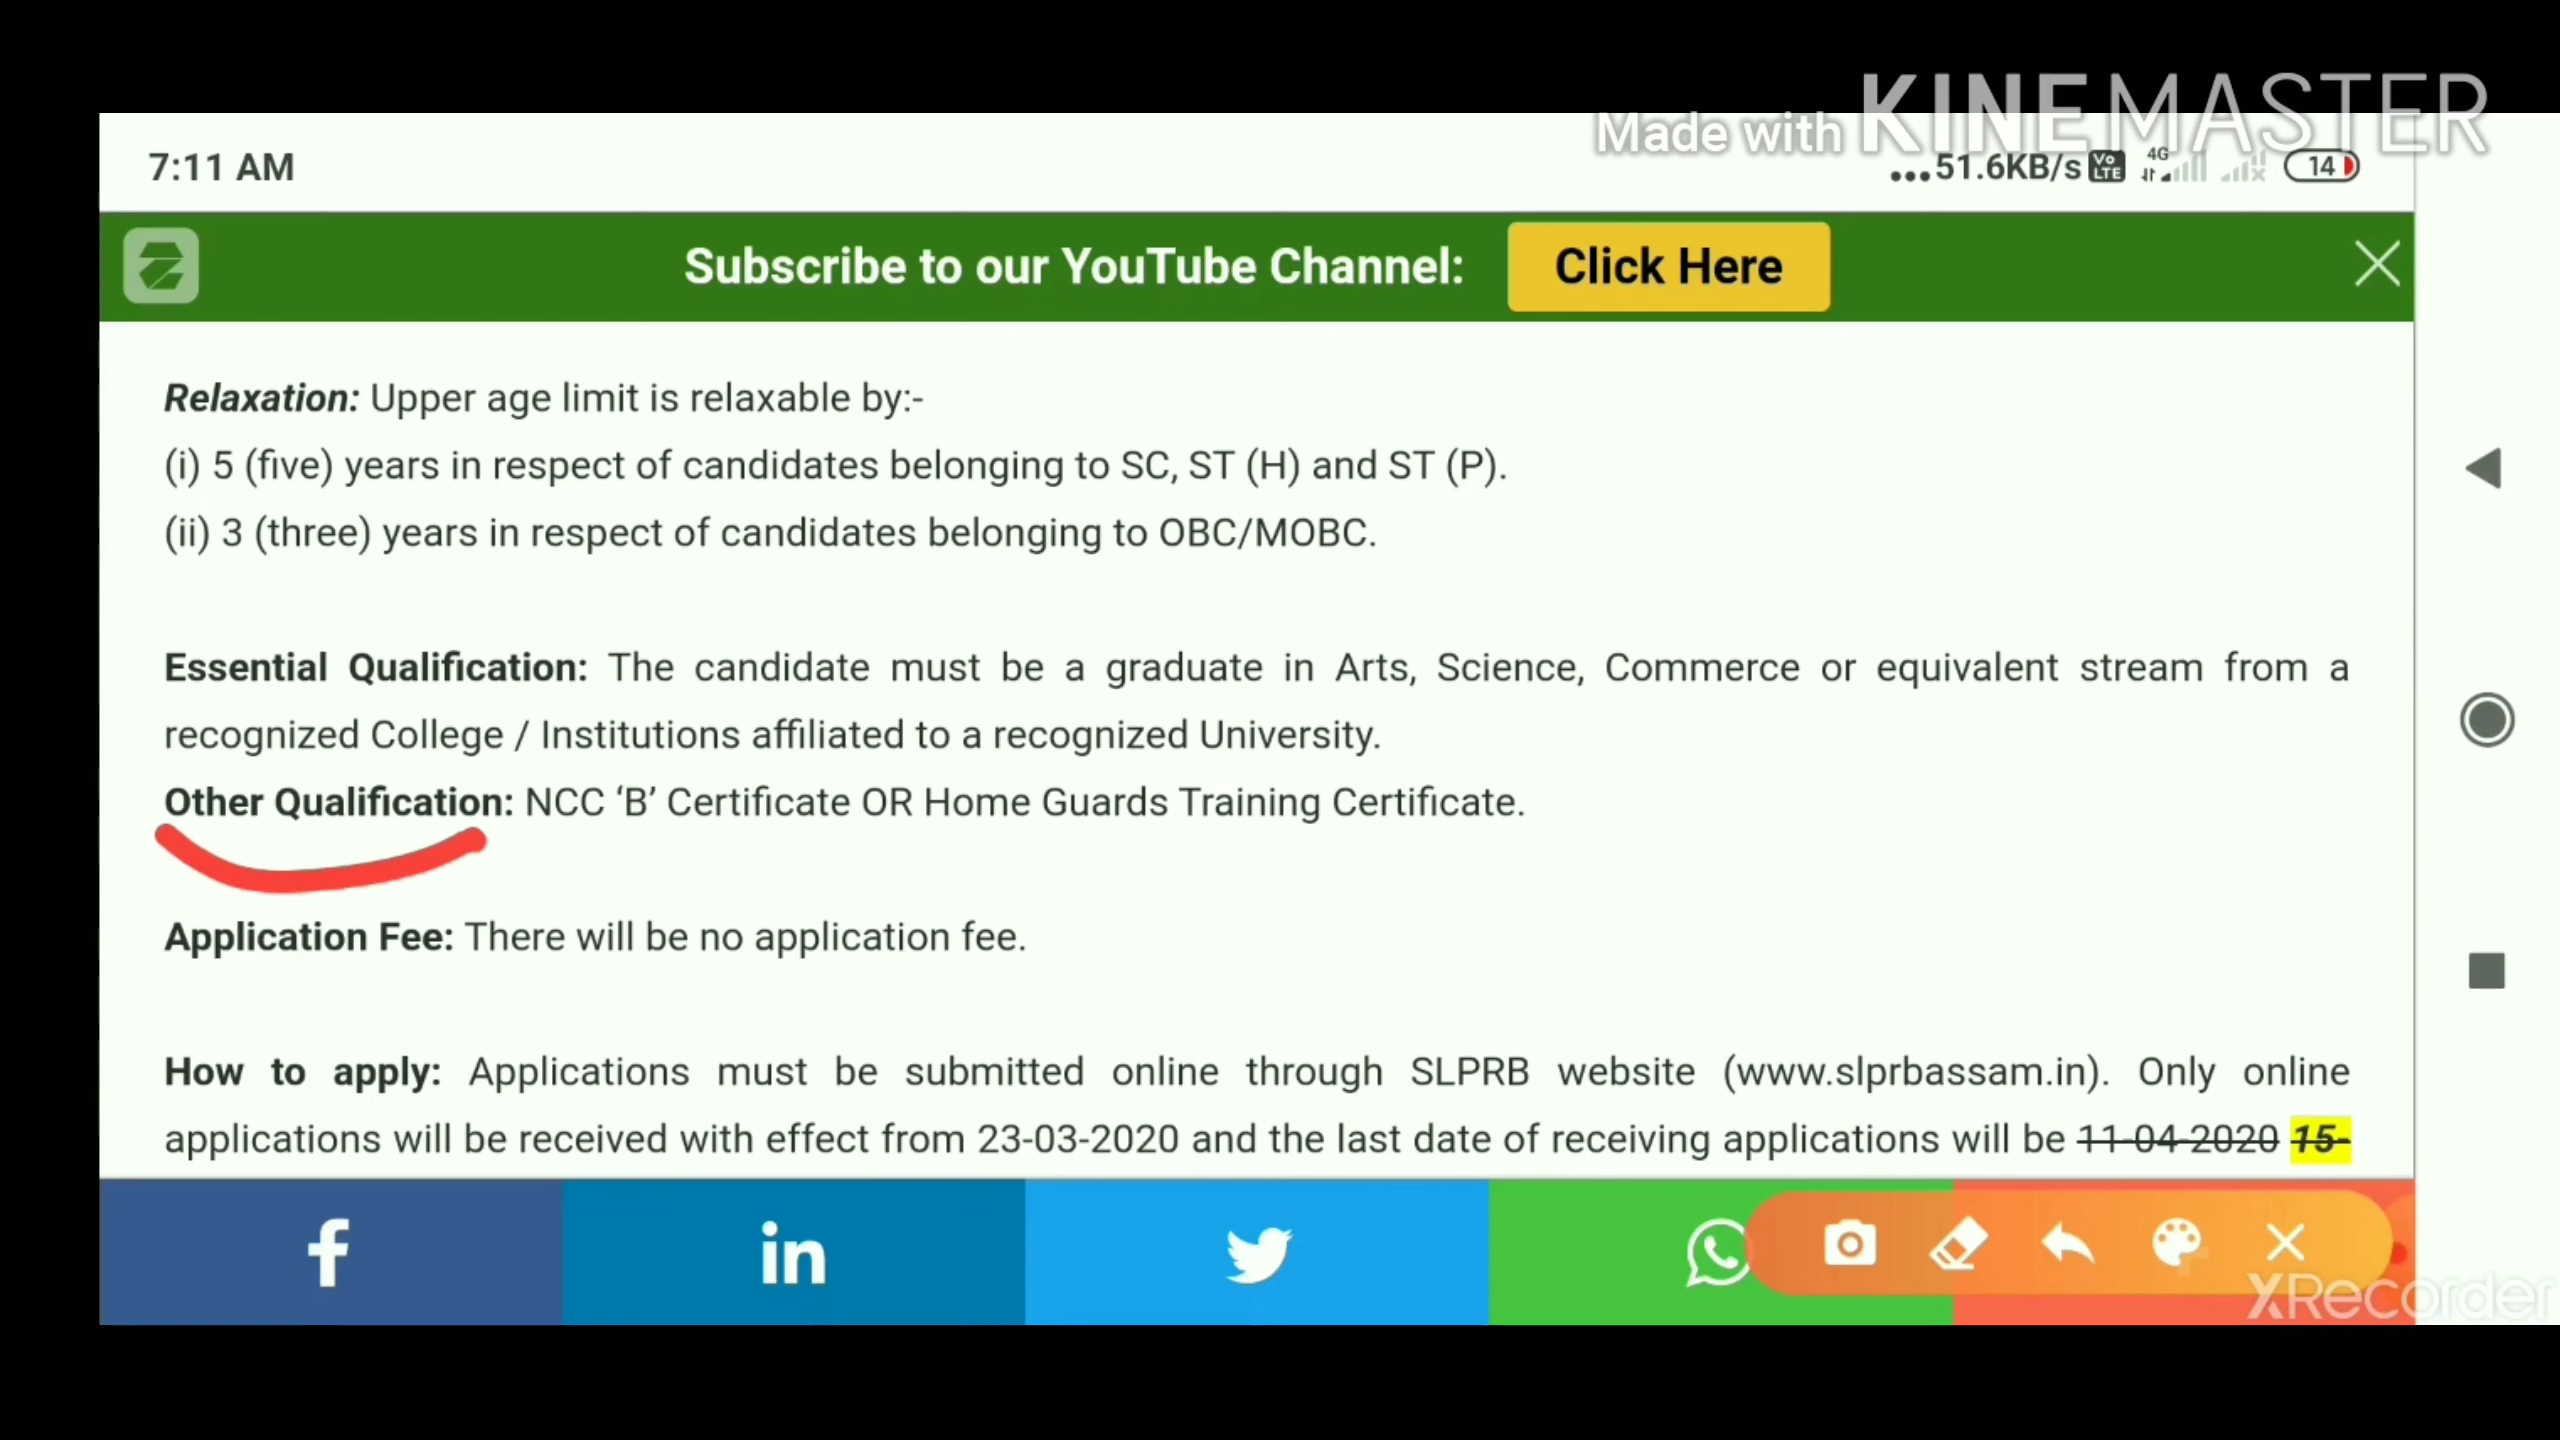 Made with KINEMASTER
7:11 AM
...51.6KB/s Vo LTE 4G 14
Subscribe to our YouTube Channel: Click Here
Relaxation: Upper age limit is relaxable by:-
(i) 5 (five) years in respect of candidates belonging to SC, ST (H) and ST (P).
(ii) 3 (three) years in respect of candidates belonging to OBC/MOBC.
Essential Qualification: The candidate must be a graduate in Arts, Science, Commerce or equivalent stream from a
recognized College / Institutions affiliated to a recognized University.
Other Qualification: NCC ‘B’ Certificate OR Home Guards Training Certificate.
Application Fee: There will be no application fee.
How to apply: Applications must be submitted online through SLPRB website (www.slprbassam.in). Only online
applications will be received with effect from 23-03-2020 and the last date of receiving applications will be 11-04-2020 15-
f in
XRecorder